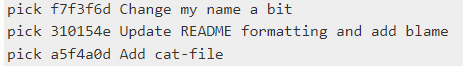 pick f7f3f6d Change my name a bit
pick 310154e Update README formatting and add blame
pick a5f4a0d Add cat-file